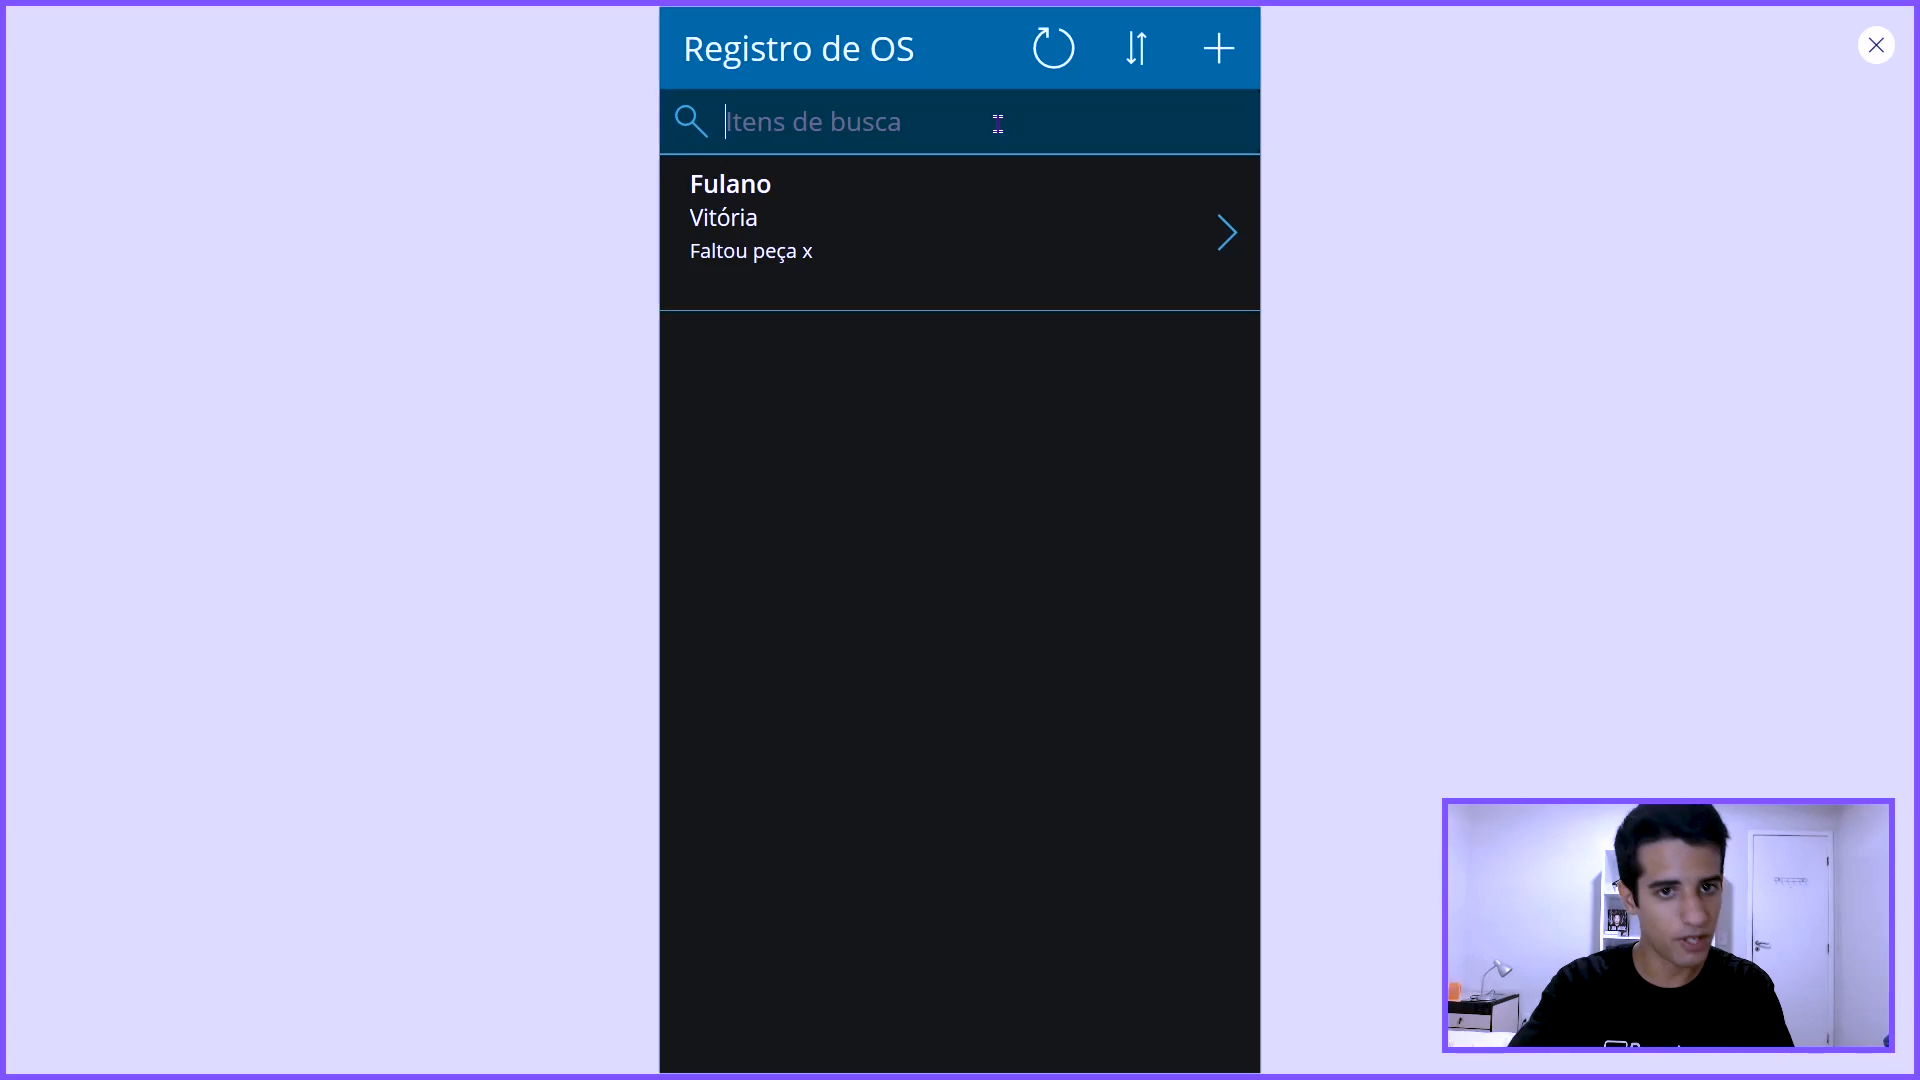 Registro de OS
Itens de busca
Fulano
Vitória
Faltou peça x